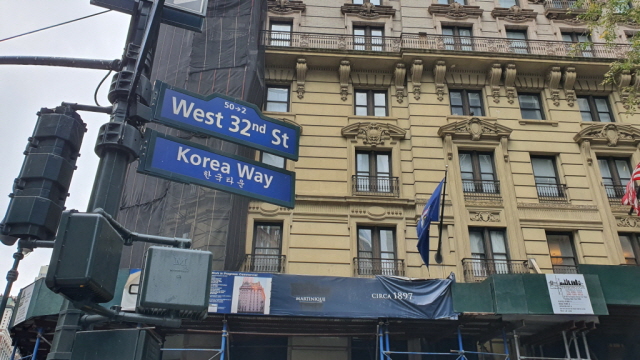 50→2
West 32nd St
Korea Way
한국타운
MARTINIQUE
CIRCA 1897